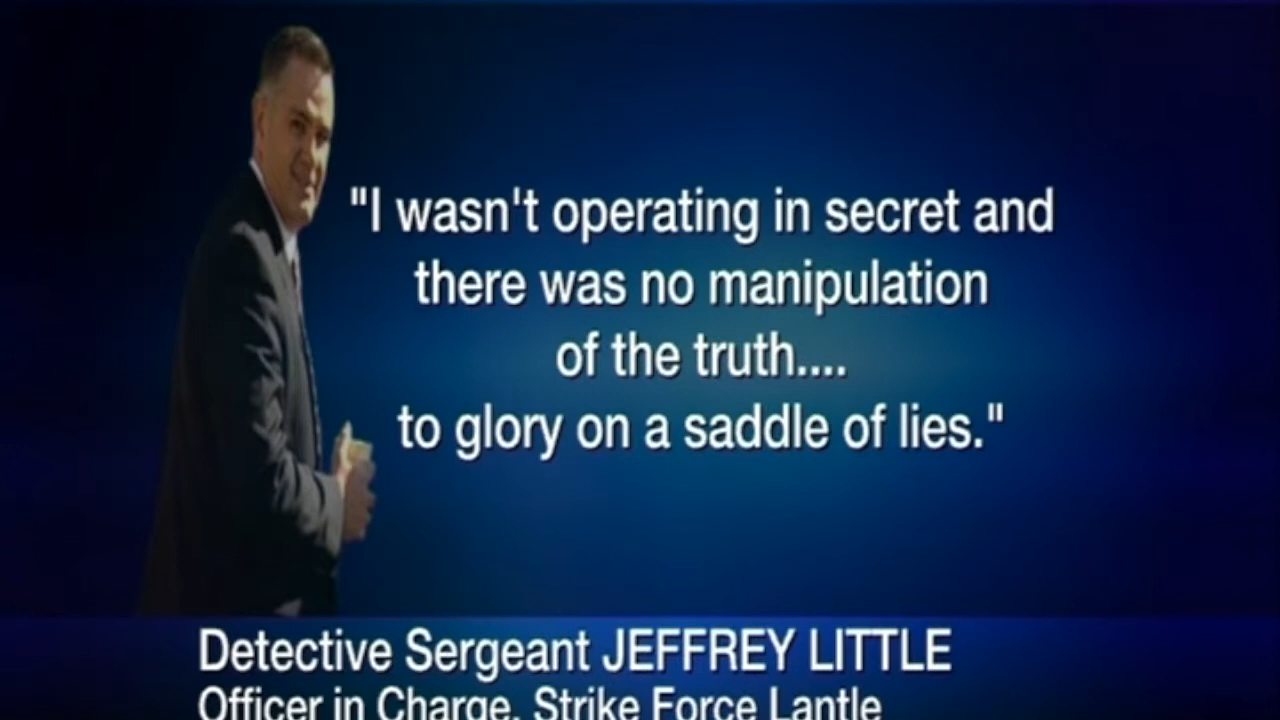 "I wasn't operating in secret and
there was no manipulation
of the truth....
to glory on a saddle of lies."
Detective Sergeant JEFFREY LITTLE
Officer in Charge, Strike Force Lantle